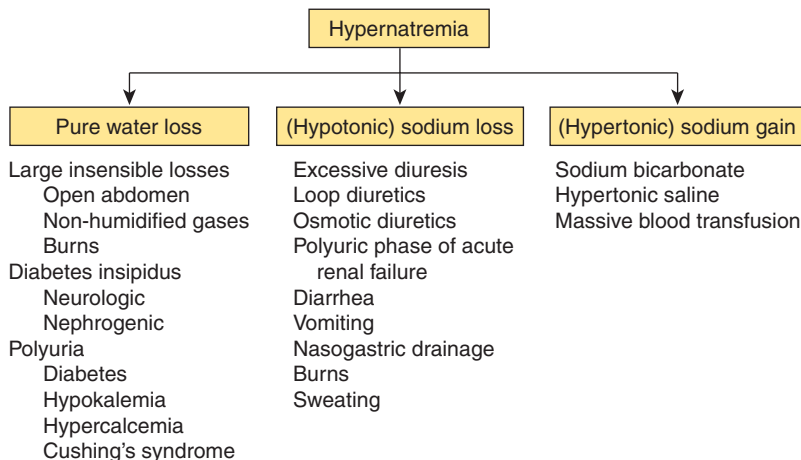 Hypernatremia
Pure water loss
Large insensible losses
Open abdomen
Non-humidified gases
Burns
Diabetes insipidus
Neurologic
Nephrogenic
Polyuria
Diabetes
Hypokalemia
Hypercalcemia
Cushing's syndrome
(Hypotonic) sodium loss
Excessive diuresis
Loop diuretics
Osmotic diuretics
Polyuric phase of acute
renal failure
Diarrhea
Vomiting
Nasogastric drainage
Burns
Sweating
(Hypertonic) sodium gain
Sodium bicarbonate
Hypertonic saline
Massive blood transfusion